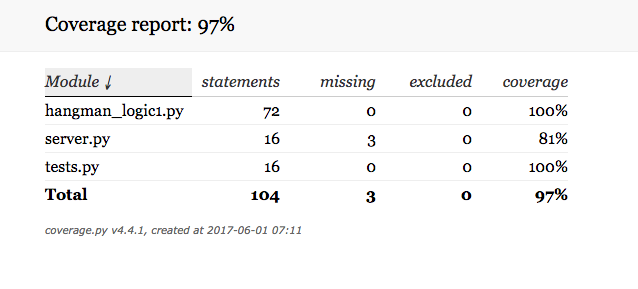 Coverage report: 97%
Module ↓ statements missing excluded coverage
hangman_logic1.py 72 0 0 100%
server.py 16 3 0 81%
tests.py 16 0 0 100%
Total 104 3 0 97%
coverage.py v4.4.1, created at 2017-06-01 07:11